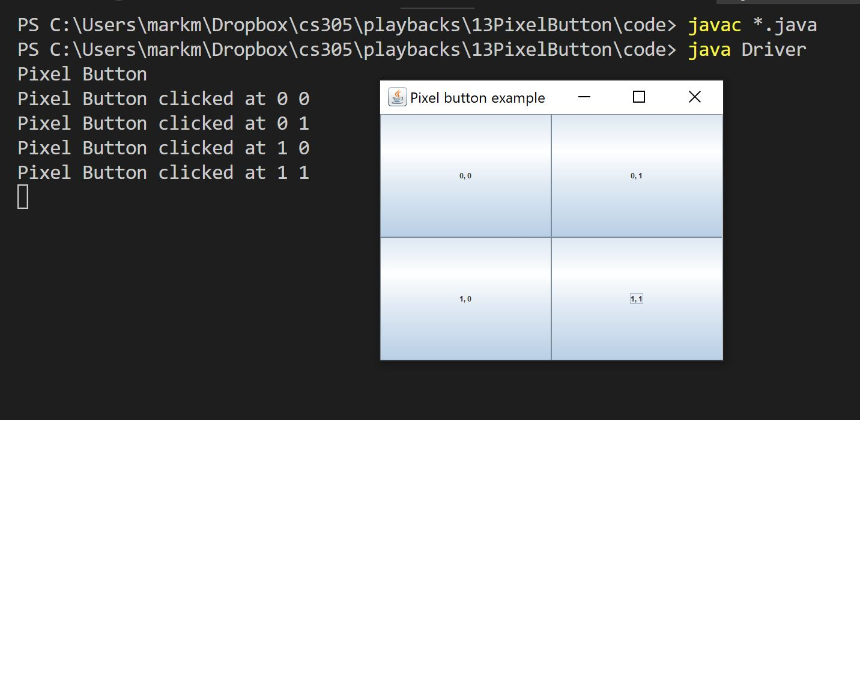 PS C:\Users\markm\Dropbox\cs305\playbacks\13PixelButton\code> javac *.java
PS C:\Users\markm\Dropbox\cs305\playbacks\13PixelButton\code> java Driver
Pixel Button
Pixel Button clicked at 0 0
Pixel Button clicked at 0 1
Pixel Button clicked at 1 0
Pixel Button clicked at 1 1
Pixel button example
0, 0
0, 1
1, 0
1, 1